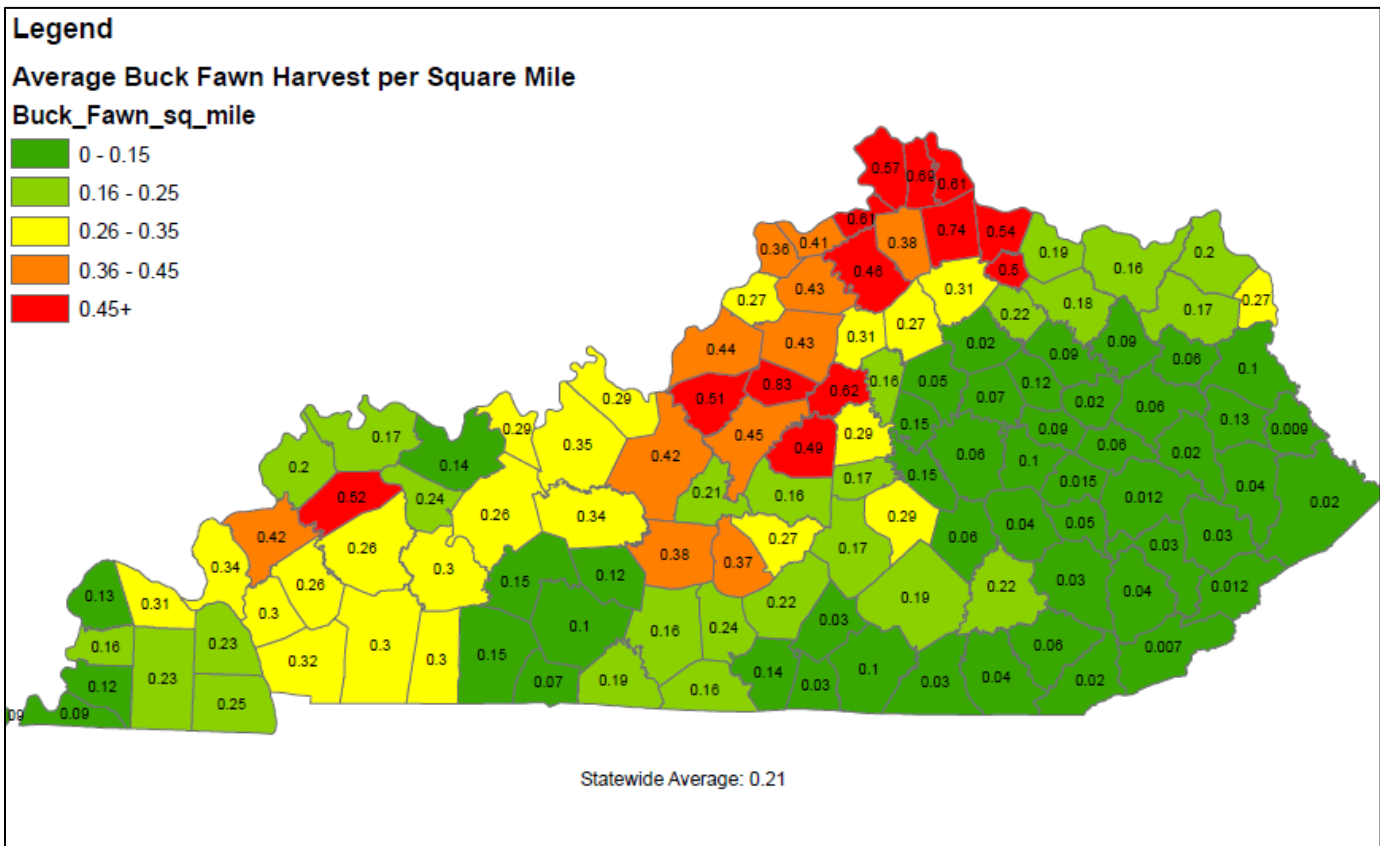 Legend
Average Buck Fawn Harvest per Square Mile
Buck_Fawn_sq_mile
0 - 0.15
0.16 - 0.25
0.26 - 0.35
0.36 - 0.45
0.45+
0.57 0.69 0.61
0.61 0.74 0.54
0.36 0.41 0.38 0.19 0.2
0.46 0.5 0.16
0.27 0.43 0.31 0.18 0.17 0.27
0.44 0.43 0.31 0.27 0.22
0.02 0.09 0.09 0.06 0.1
0.51 0.83 0.62 0.16 0.05 0.07 0.12 0.02 0.06
0.29 0.13 0.009
0.17 0.14 0.29 0.35 0.45 0.49 0.29 0.15 0.09 0.06 0.02
0.2 0.42 0.06 0.1
0.52 0.24 0.21 0.16 0.17 0.15 0.015 0.012 0.04 0.02
0.42 0.26 0.34 0.29 0.04 0.05
0.34 0.26 0.3 0.38 0.37 0.27 0.17 0.06 0.03 0.03
0.13 0.31 0.3 0.26 0.15 0.12 0.22 0.19 0.22 0.03 0.04 0.012
0.16 0.23 0.1 0.16 0.24 0.03 0.06 0.007
0.12 0.23 0.32 0.3 0.3 0.15 0.07 0.19 0.16 0.14 0.03 0.1 0.03 0.04 0.02
09 0.09 0.25
Statewide Average: 0.21